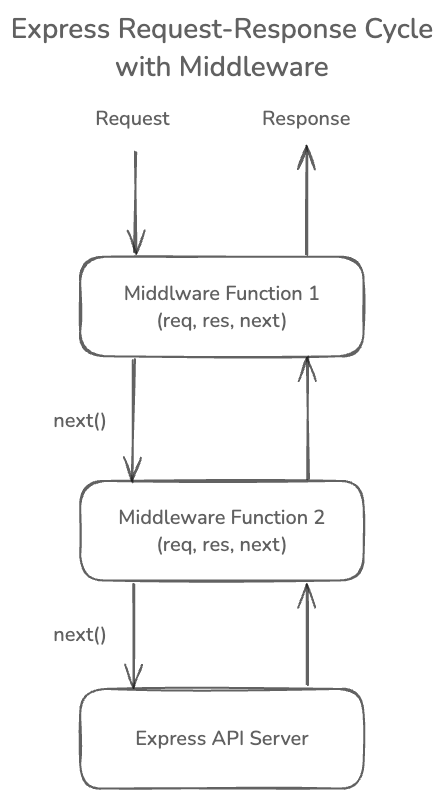 Express Request-Response Cycle
with Middleware
Request
Response
Middlware Function 1
(req, res, next)
next()
Middleware Function 2
(req, res, next)
next()
Express API Server